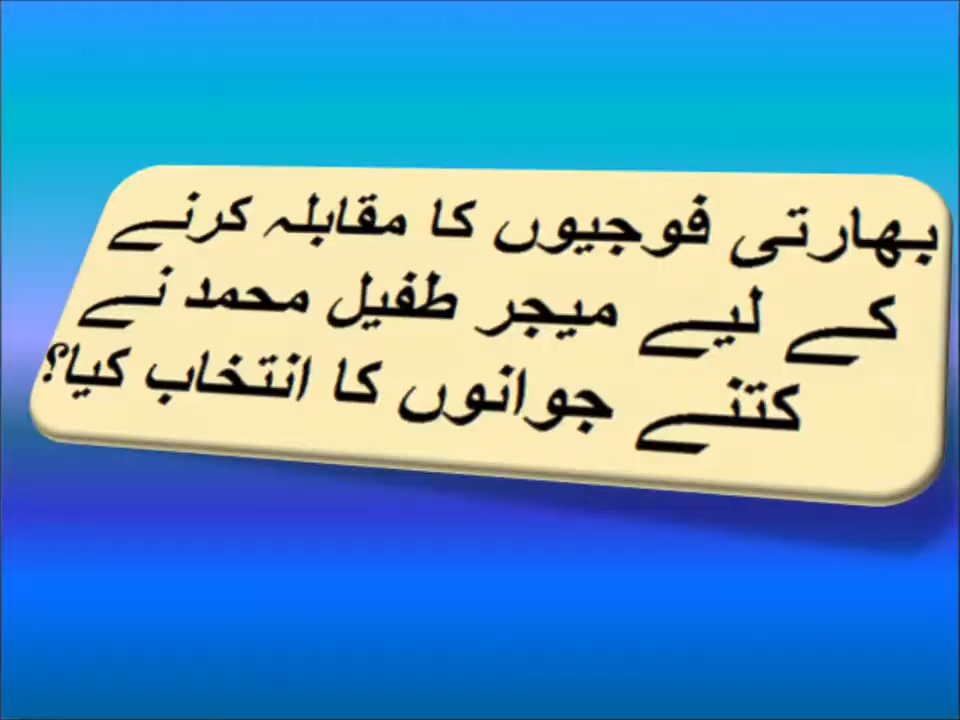 بھارتی فوجیوں کا مقابلہ کرنے
کے لیے میجر طفیل محمد نے
کتنے جوانوں کا انتخاب کیا؟